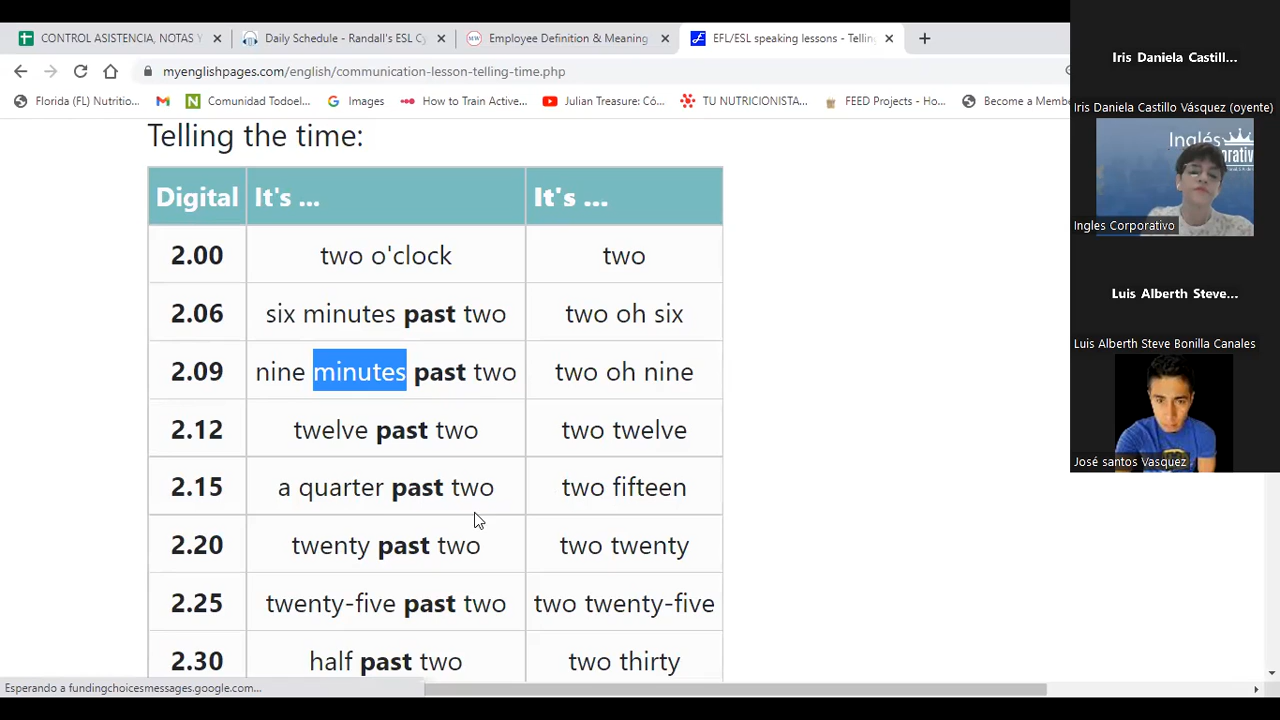 CONTROL ASISTENCIA, NOTAS Y
Daily Schedule - Randall's ESL Cy
Employee Definition & Meaning
EFL/ESL speaking lessons - Tellin
myenglishpages.com/english/communication-lesson-telling-time.php
Florida (FL) Nutritio...
Comunidad Todoel...
Images
How to Train Active...
Julian Treasure: Có...
TU NUTRICIONISTA...
FEED Projects - Ho...
Become a Membe
Telling the time:
Digital It's ... It's ...
2.00 two o'clock two
2.06 six minutes past two two oh six
2.09 nine minutes past two two oh nine
2.12 twelve past two two twelve
2.15 a quarter past two two fifteen
2.20 twenty past two two twenty
2.25 twenty-five past two two twenty-five
2.30 half past two two thirty
Esperando a fundingchoicesmessages.google.com...
Iris Daniela Castill...
Iris Daniela Castillo Vásquez (oyente)
Inglés
Ingles Corporativo
Luis Alberth Steve...
Luis Alberth Steve Bonilla Canales
José santos Vasquez